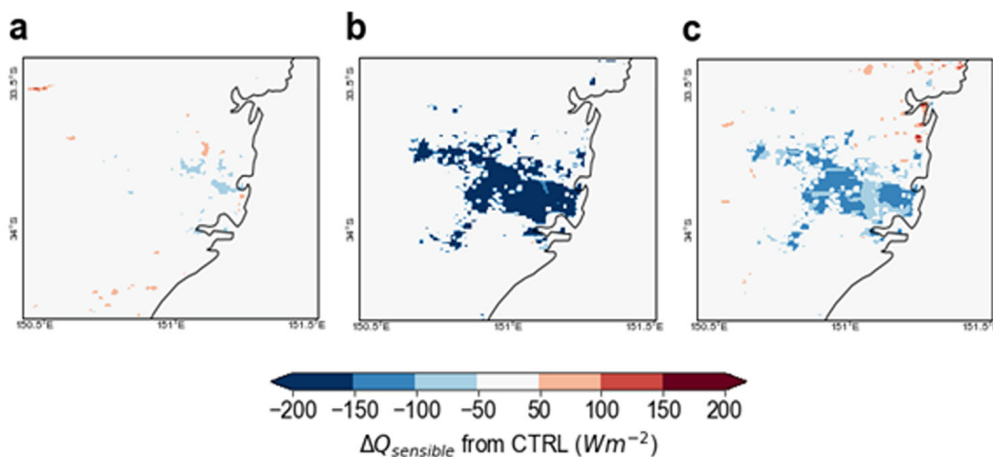 a b c
33.5°S 33.5°S 33.5°S
34°S 34°S 34°S
150.5°E 151°E 151.5°E 150.5°E 151°E 151.5°E 150.5°E 151°E 151.5°E
−200 −150 −100 −50 50 100 150 200
ΔQsensible from CTRL (Wm−2)